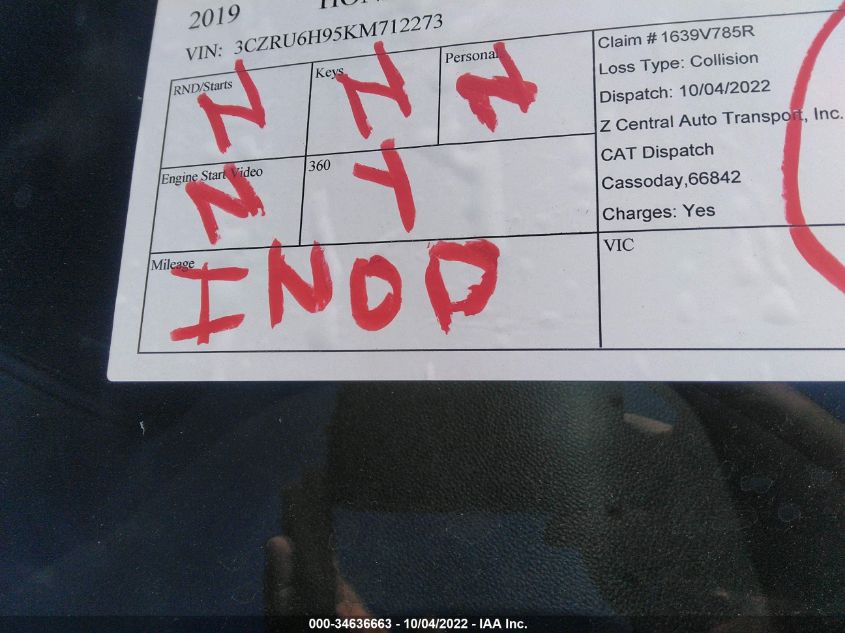 2019
VIN: 3CZRU6H95KM712273
RND/Starts
N
Keys
N
Personal
N
Engine Start Video
N
360
Y
Mileage
INOD
Claim # 1639V785R
Loss Type: Collision
Dispatch: 10/04/2022
Z Central Auto Transport, Inc.
CAT Dispatch
Cassoday,66842
Charges: Yes
VIC
000-34636663 - 10/04/2022 - IAA Inc.